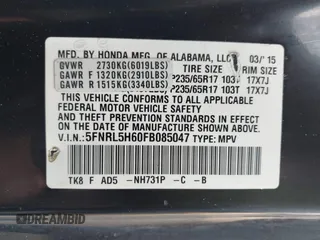 MFD. BY HONDA MFG. OF ALABAMA, LLC 03/15
GVWR 2730KG(6019LBS) TIRE SIZE RIM SIZE
GAWR F 1320KG(2910LBS) P235/65R17 103T 17X7J
GAWR R 1515KG(3340LBS) P235/65R17 103T 17X7J
THIS VEHICLE CONFORMS TO ALL APPLICABLE
FEDERAL MOTOR VEHICLE SAFETY AND
THEFT PREVENTION STANDARDS IN EFFECT ON
THE DATE OF MANUFACTURE SHOWN ABOVE.
V.I.N.: 5FNRL5H60FB085047 TYPE: MPV
TK8 F AD5 -NH731P -C -B
© AUTOBIDMASTER